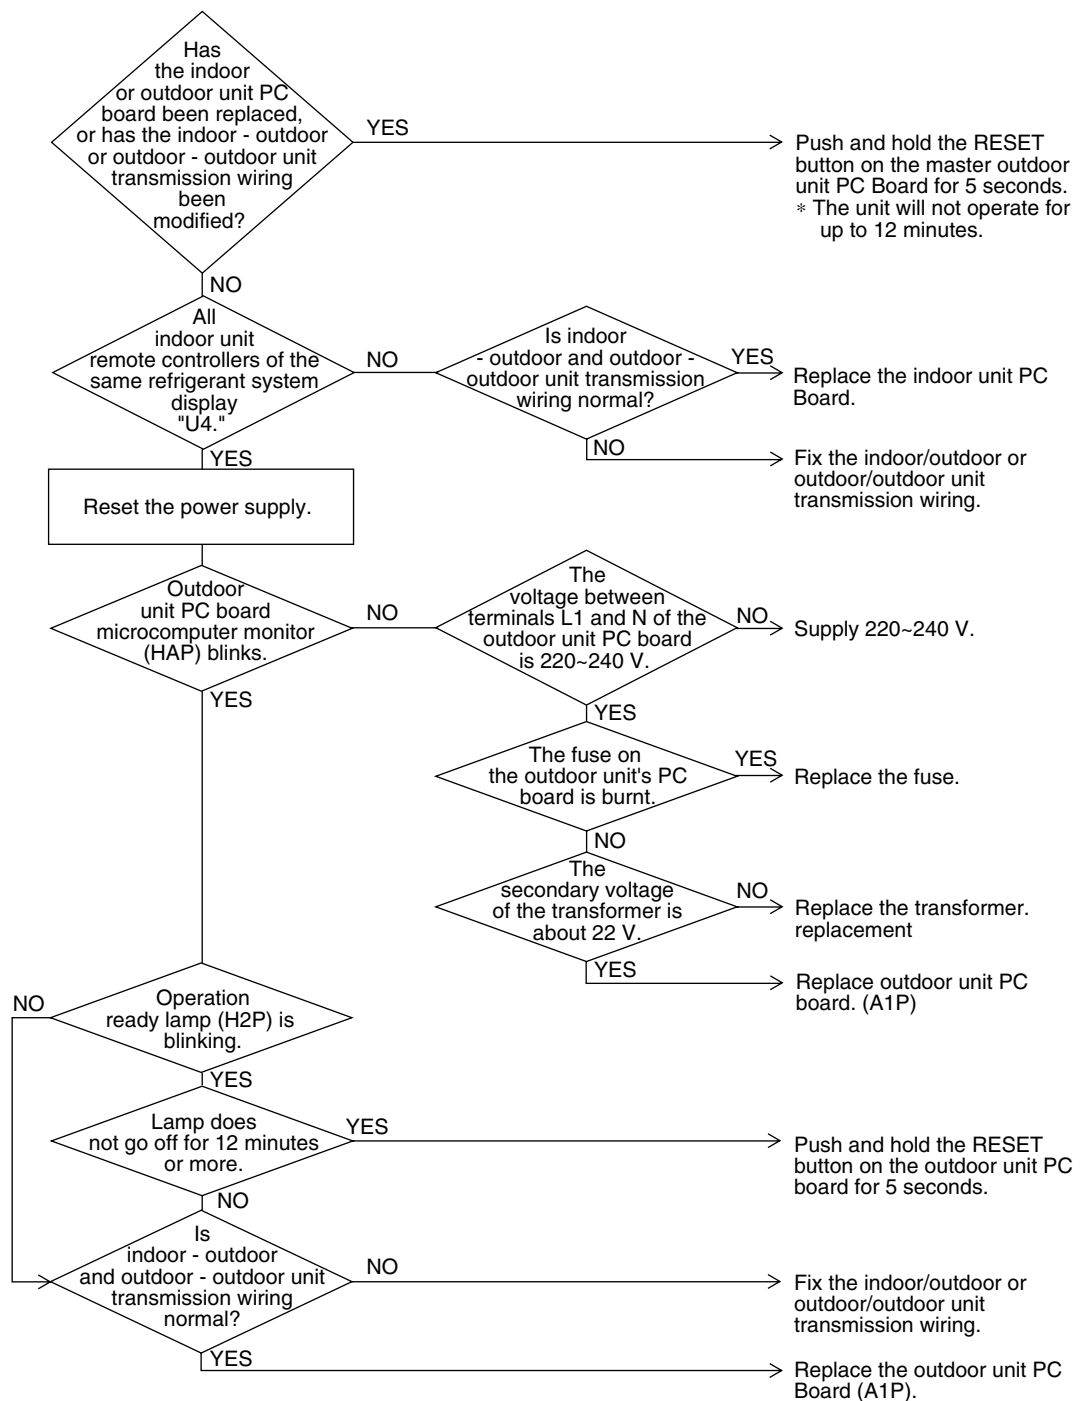 Has
the indoor
or outdoor unit PC
board been replaced,
or has the indoor - outdoor
or outdoor - outdoor unit
transmission wiring
been
modified?
YES
Push and hold the RESET
button on the master outdoor
unit PC Board for 5 seconds.
* The unit will not operate for
up to 12 minutes.
NO
All
indoor unit
remote controllers of the
same refrigerant system
display
"U4."
NO
Is indoor
- outdoor and outdoor -
outdoor unit transmission
wiring normal?
YES
Replace the indoor unit PC
Board.
NO
Fix the indoor/outdoor or
outdoor/outdoor unit
transmission wiring.
YES
Reset the power supply.
Outdoor
unit PC board
microcomputer monitor
(HAP) blinks.
NO
The
voltage between
terminals L1 and N of the
outdoor unit PC board
is 220~240 V.
NO
Supply 220~240 V.
YES
YES
The fuse on
the outdoor unit's PC
board is burnt.
YES
Replace the fuse.
NO
The
secondary voltage
of the transformer is
about 22 V.
NO
Replace the transformer.
replacement
YES
Replace outdoor unit PC
board. (A1P)
NO
Operation
ready lamp (H2P) is
blinking.
YES
Lamp does
not go off for 12 minutes
or more.
YES
Push and hold the RESET
button on the outdoor unit PC
board for 5 seconds.
NO
Is
indoor - outdoor
and outdoor - outdoor unit
transmission wiring
normal?
NO
Fix the indoor/outdoor or
outdoor/outdoor unit
transmission wiring.
YES
Replace the outdoor unit PC
Board (A1P).